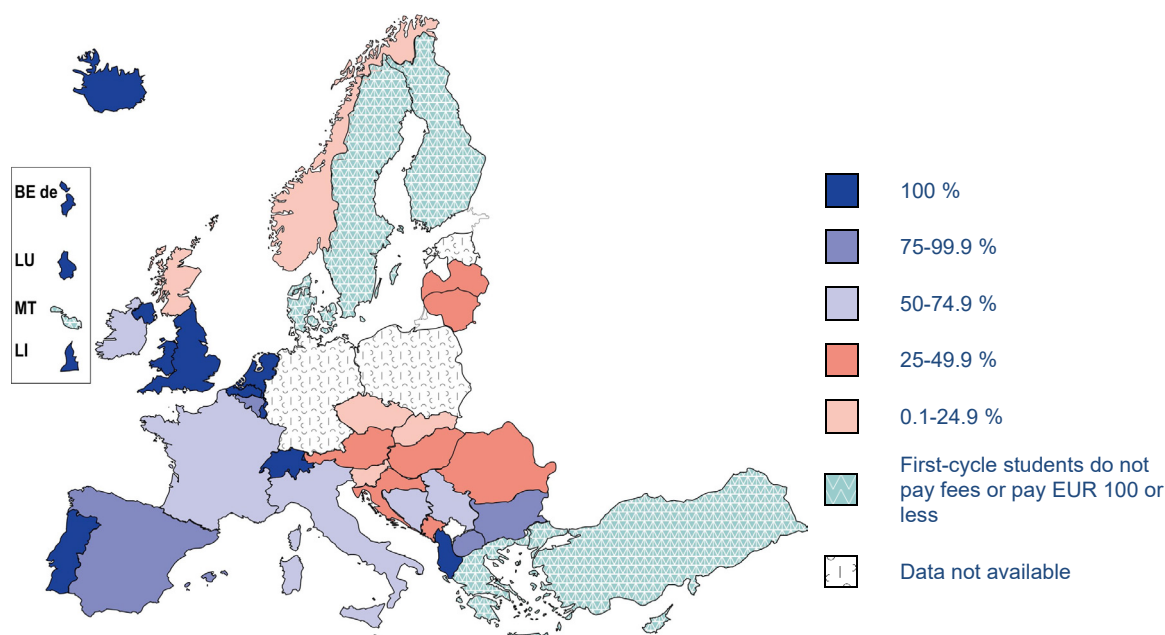 BE de
LU
MT
LI
100 %
75-99.9 %
50-74.9 %
25-49.9 %
0.1-24.9 %
First-cycle students do not
pay fees or pay EUR 100 or
less
Data not available